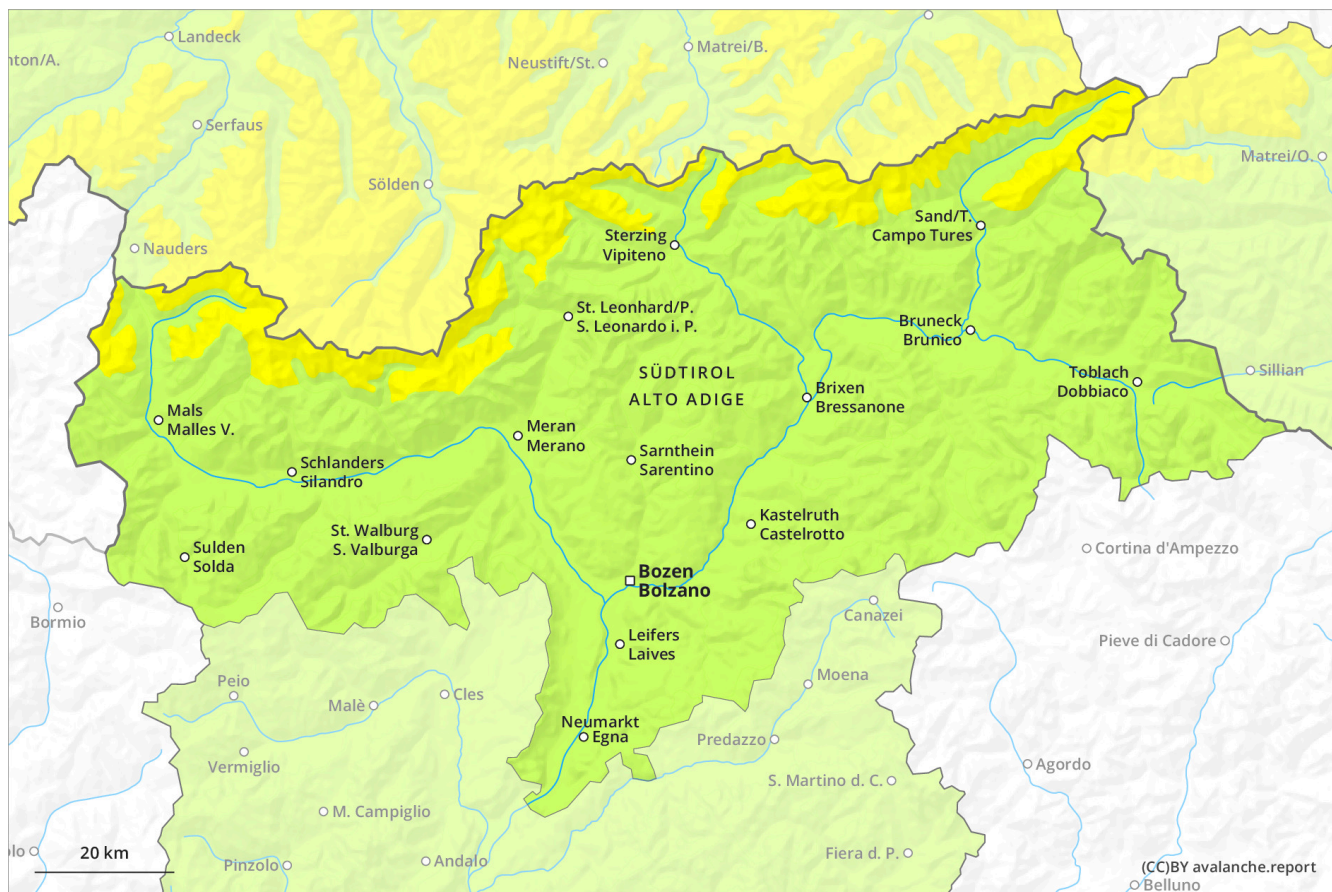 Landeck
nton/A.
Matrei/B.
Neustift/St.
Serfaus
Matrei/O.
Sölden
Sand/T.
Campo Tures
Sterzing
Vipiteno
Nauders
St. Leonhard/P.
S. Leonardo i. P.
Bruneck
Brunico
SÜDTIROL
ALTO ADIGE
Toblach
Dobbiaco
Sillian
Brixen
Bressanone
Mals
Malles V.
Meran
Merano
Sarnthein
Sarentino
Schlanders
Silandro
Kastelruth
Castelrotto
St. Walburg
S. Valburga
Sulden
Solda
Cortina d'Ampezzo
Bozen
Bolzano
Bormio
Canazei
Leifers
Laives
Pieve di Cadore
Moena
Peio
Cles
Malè
Neumarkt
Egna
Predazzo
Vermiglio
Agordo
S. Martino d. C.
M. Campiglio
20 km
lo
Pinzolo
Andalo
Fiera d. P.
(CC)BY avalanche.report
Belluno